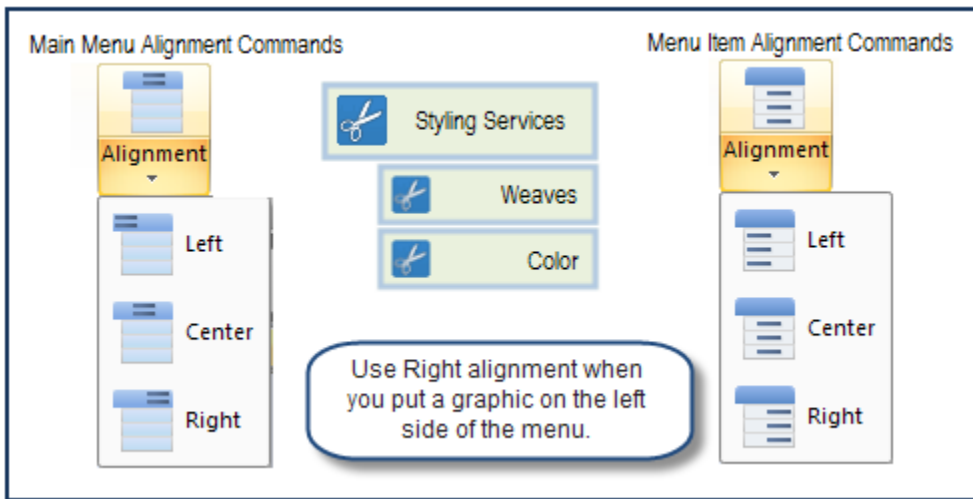 Main Menu Alignment Commands
Alignment
Left
Center
Right
Styling Services
Weaves
Color
Use Right alignment when
you put a graphic on the left
side of the menu.
Menu Item Alignment Commands
Alignment
Left
Center
Right